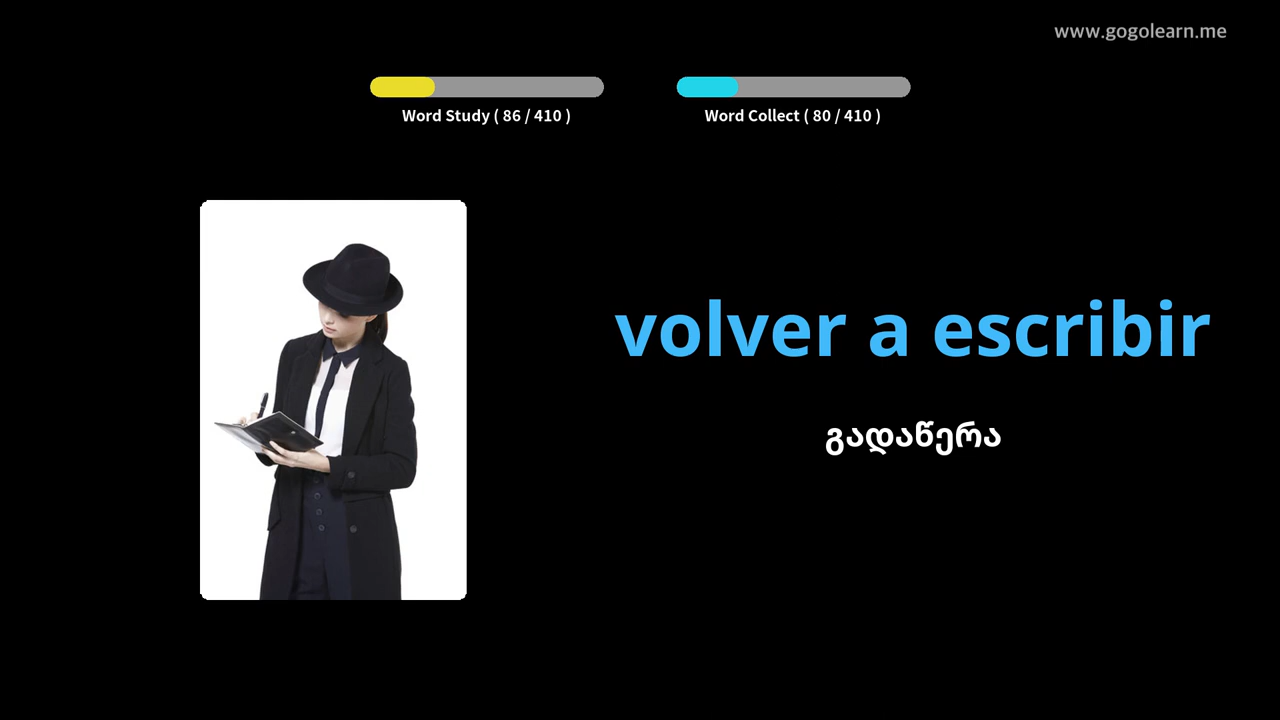 www.gogolearn.me
Word Study ( 86 / 410 )
Word Collect ( 80 / 410 )
volver a escribir
გადაწერა